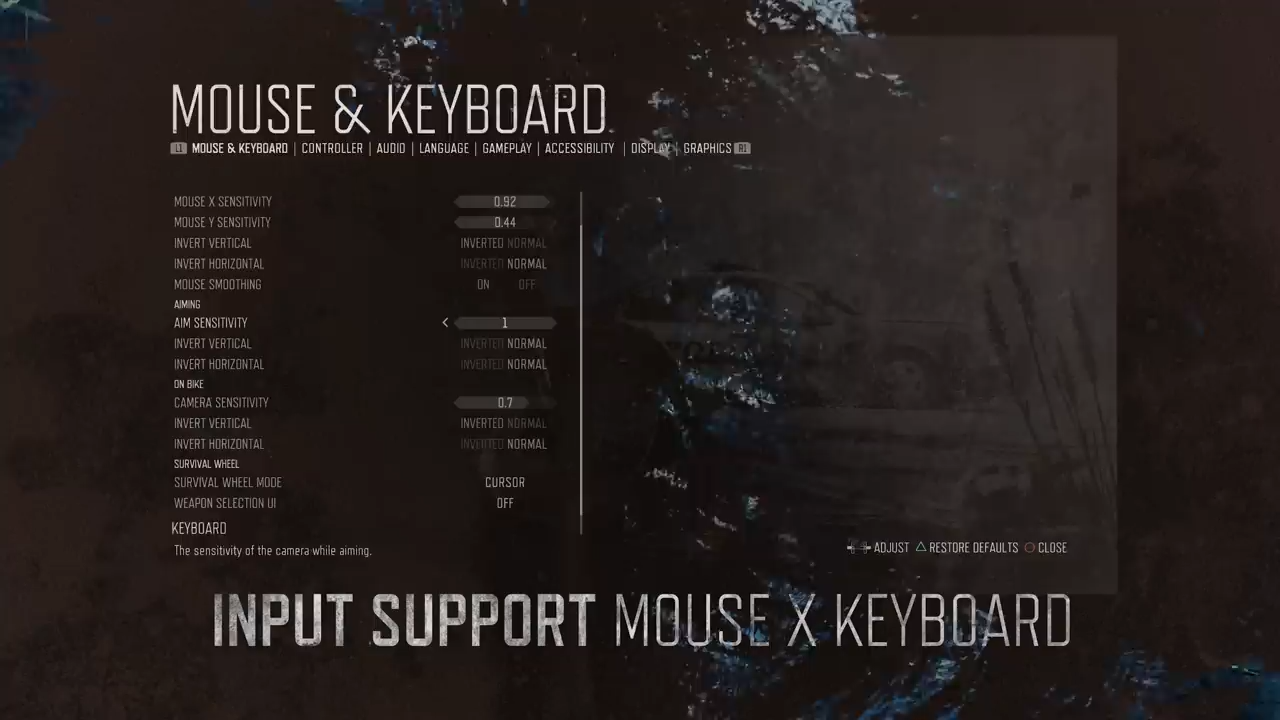 MOUSE & KEYBOARD
L1 MOUSE & KEYBOARD | CONTROLLER | AUDIO | LANGUAGE | GAMEPLAY | ACCESSIBILITY | DISPLAY | GRAPHICS R1
MOUSE X SENSITIVITY 0.92
MOUSE Y SENSITIVITY 0.44
INVERT VERTICAL INVERTED NORMAL
INVERT HORIZONTAL INVERTED NORMAL
MOUSE SMOOTHING ON OFF
AIMING
AIM SENSITIVITY < 1
INVERT VERTICAL INVERTED NORMAL
INVERT HORIZONTAL INVERTED NORMAL
ON BIKE
CAMERA SENSITIVITY 0.7
INVERT VERTICAL INVERTED NORMAL
INVERT HORIZONTAL INVERTED NORMAL
SURVIVAL WHEEL
SURVIVAL WHEEL MODE CURSOR
WEAPON SELECTION UI OFF
KEYBOARD
The sensitivity of the camera while aiming.
ADJUST RESTORE DEFAULTS CLOSE
INPUT SUPPORT MOUSE X KEYBOARD